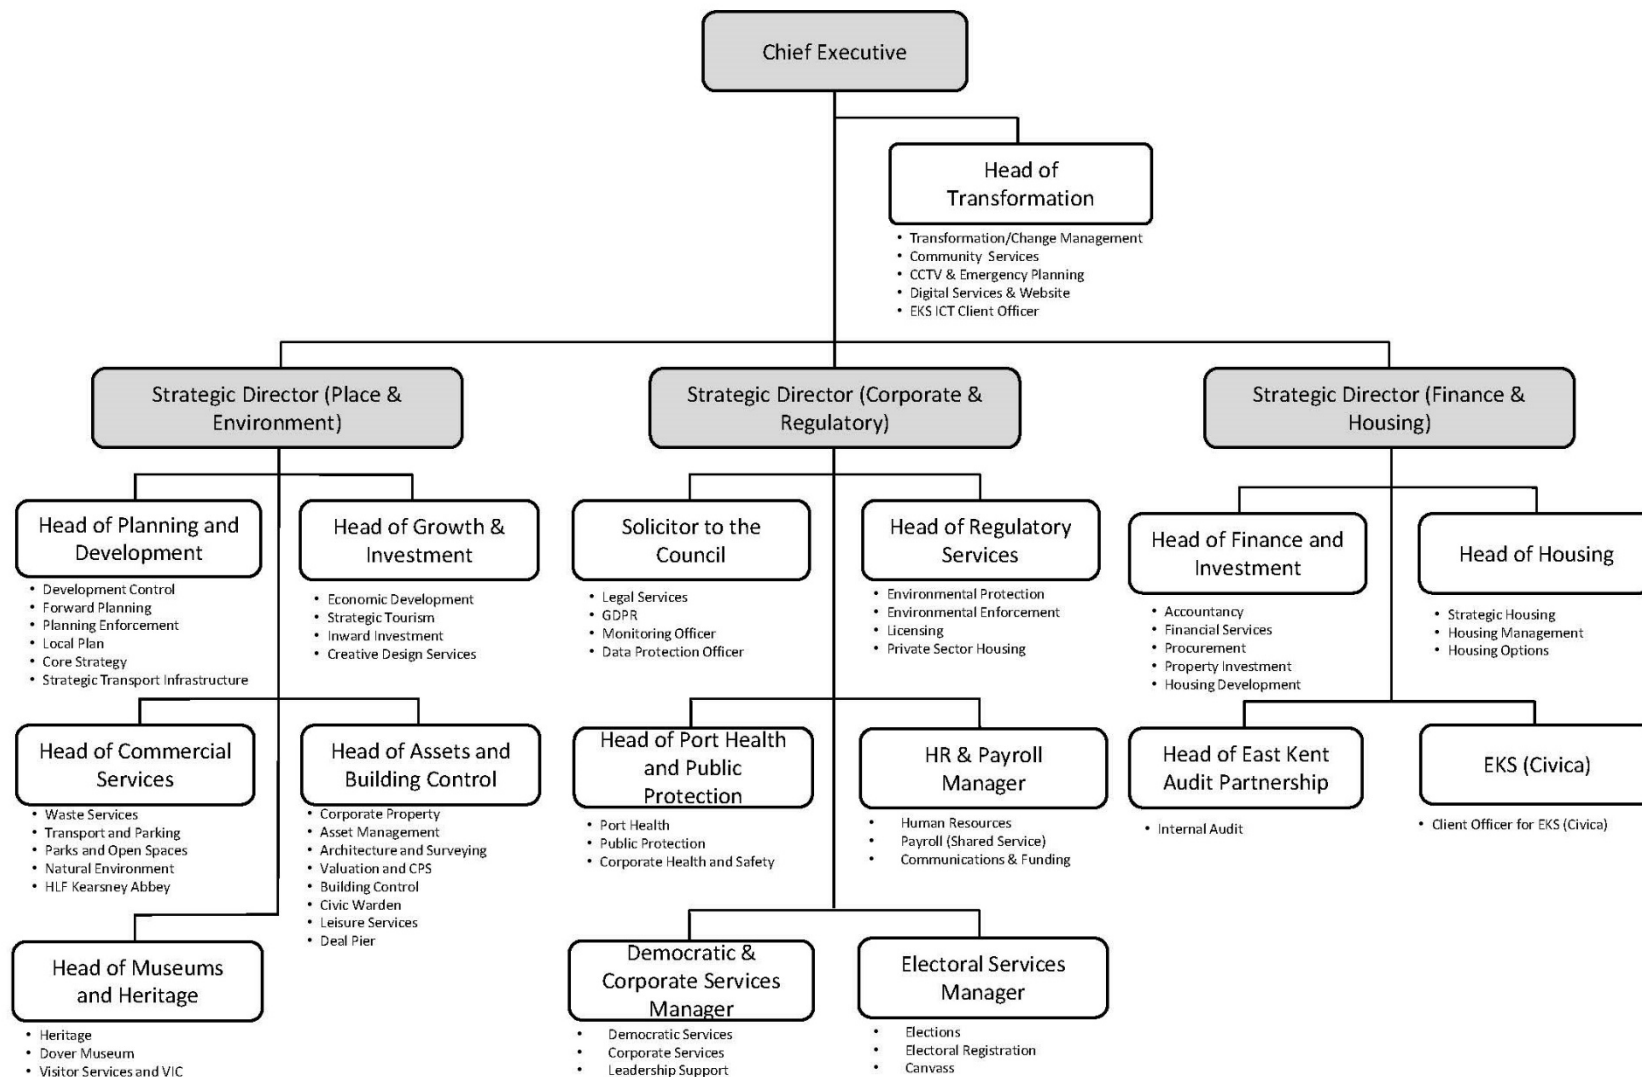 Chief Executive
Head of
Transformation
• Transformation/Change Management
• Community Services
• CCTV & Emergency Planning
• Digital Services & Website
• EKS ICT Client Officer
Strategic Director (Place &
Environment)
Strategic Director (Corporate &
Regulatory)
Strategic Director (Finance &
Housing)
Head of Planning and
Development
• Development Control
• Forward Planning
• Planning Enforcement
• Local Plan
• Core Strategy
• Strategic Transport Infrastructure
Head of Growth &
Investment
• Economic Development
• Strategic Tourism
• Inward Investment
• Creative Design Services
Solicitor to the
Council
• Legal Services
• GDPR
• Monitoring Officer
• Data Protection Officer
Head of Regulatory
Services
• Environmental Protection
• Environmental Enforcement
• Licensing
• Private Sector Housing
Head of Finance and
Investment
• Accountancy
• Financial Services
• Procurement
• Property Investment
• Housing Development
Head of Housing
• Strategic Housing
• Housing Management
• Housing Options
Head of Commercial
Services
• Waste Services
• Transport and Parking
• Parks and Open Spaces
• Natural Environment
• HLF Kearsney Abbey
Head of Assets and
Building Control
• Corporate Property
• Asset Management
• Architecture and Surveying
• Valuation and CPS
• Building Control
• Civic Warden
• Leisure Services
• Deal Pier
Head of Port Health
and Public
Protection
• Port Health
• Public Protection
• Corporate Health and Safety
HR & Payroll
Manager
• Human Resources
• Payroll (Shared Service)
• Communications & Funding
Head of East Kent
Audit Partnership
• Internal Audit
EKS (Civica)
• Client Officer for EKS (Civica)
Head of Museums
and Heritage
• Heritage
• Dover Museum
• Visitor Services and VIC
Democratic &
Corporate Services
Manager
• Democratic Services
• Corporate Services
• Leadership Support
Electoral Services
Manager
• Elections
• Electoral Registration
• Canvass